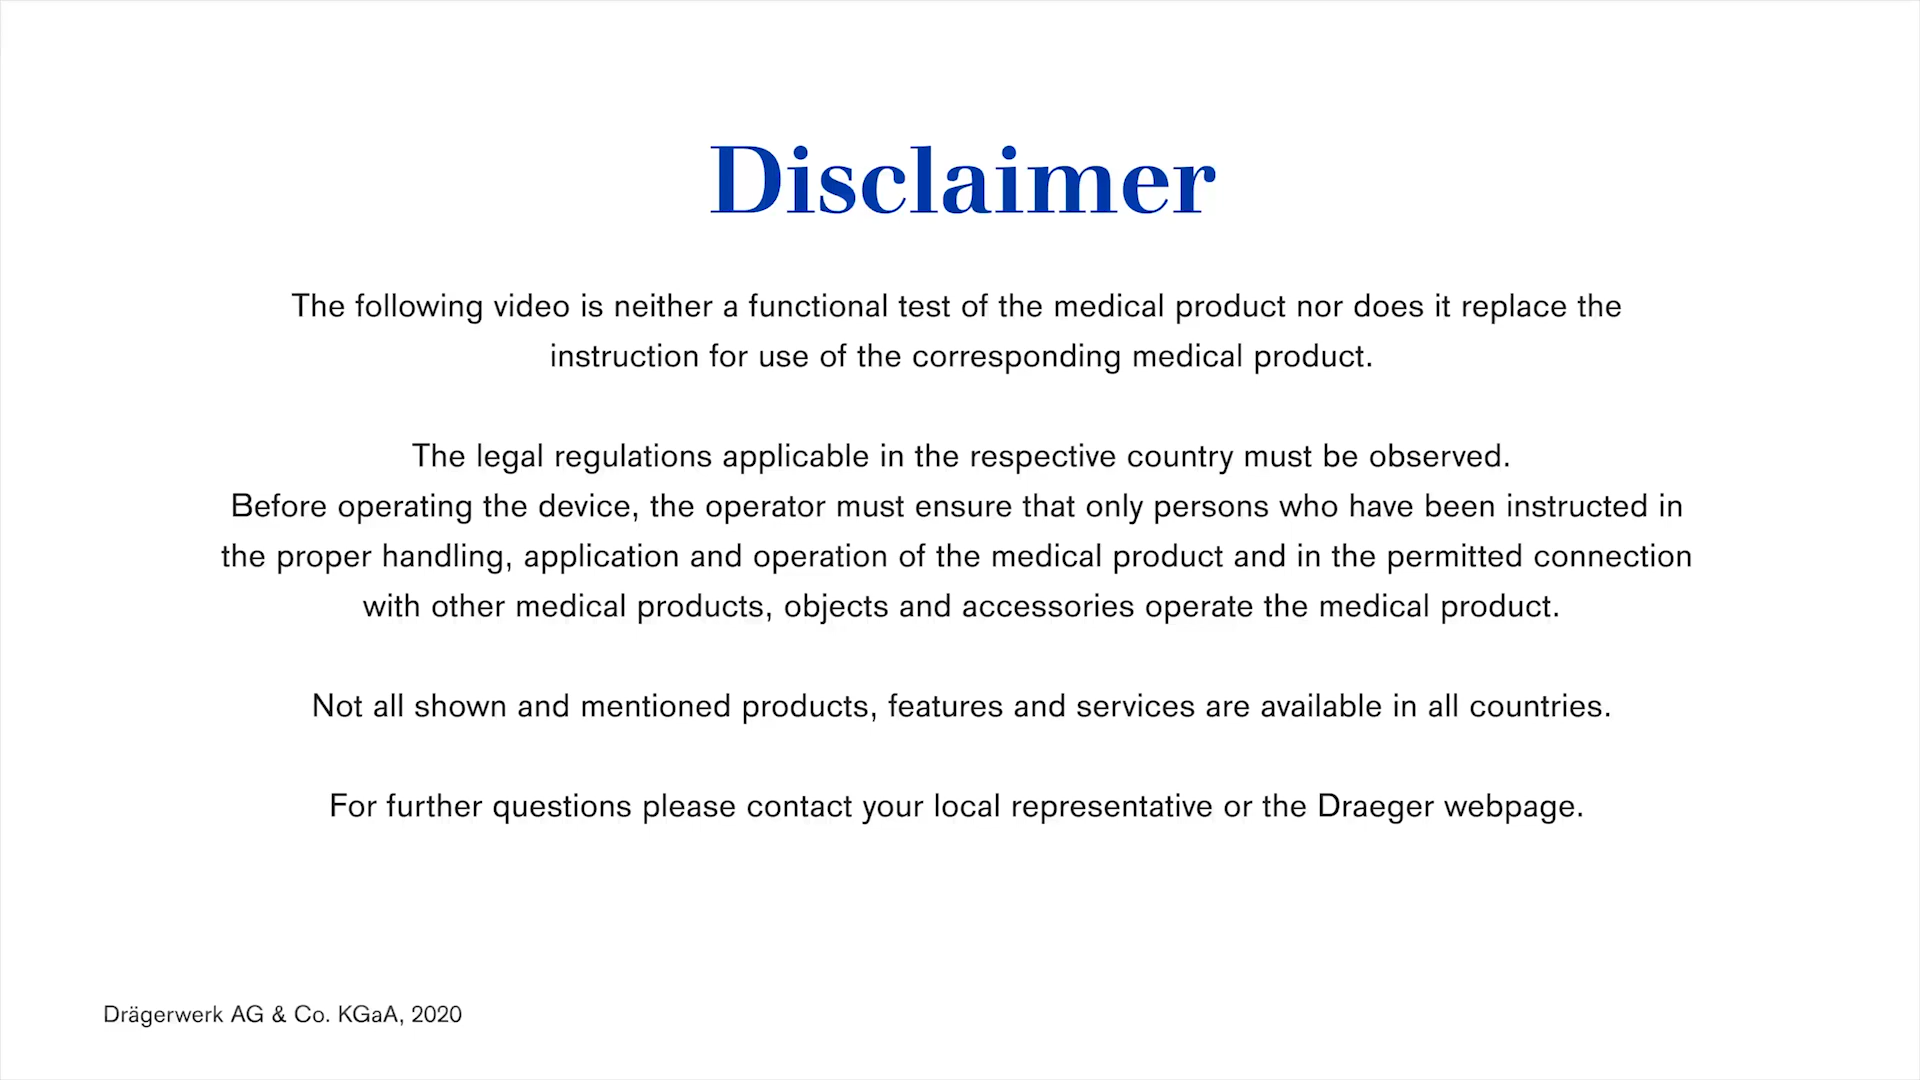 Disclaimer
The following video is neither a functional test of the medical product nor does it replace the
instruction for use of the corresponding medical product.
The legal regulations applicable in the respective country must be observed.
Before operating the device, the operator must ensure that only persons who have been instructed in
the proper handling, application and operation of the medical product and in the permitted connection
with other medical products, objects and accessories operate the medical product.
Not all shown and mentioned products, features and services are available in all countries.
For further questions please contact your local representative or the Draeger webpage.
Drägerwerk AG & Co. KGaA, 2020